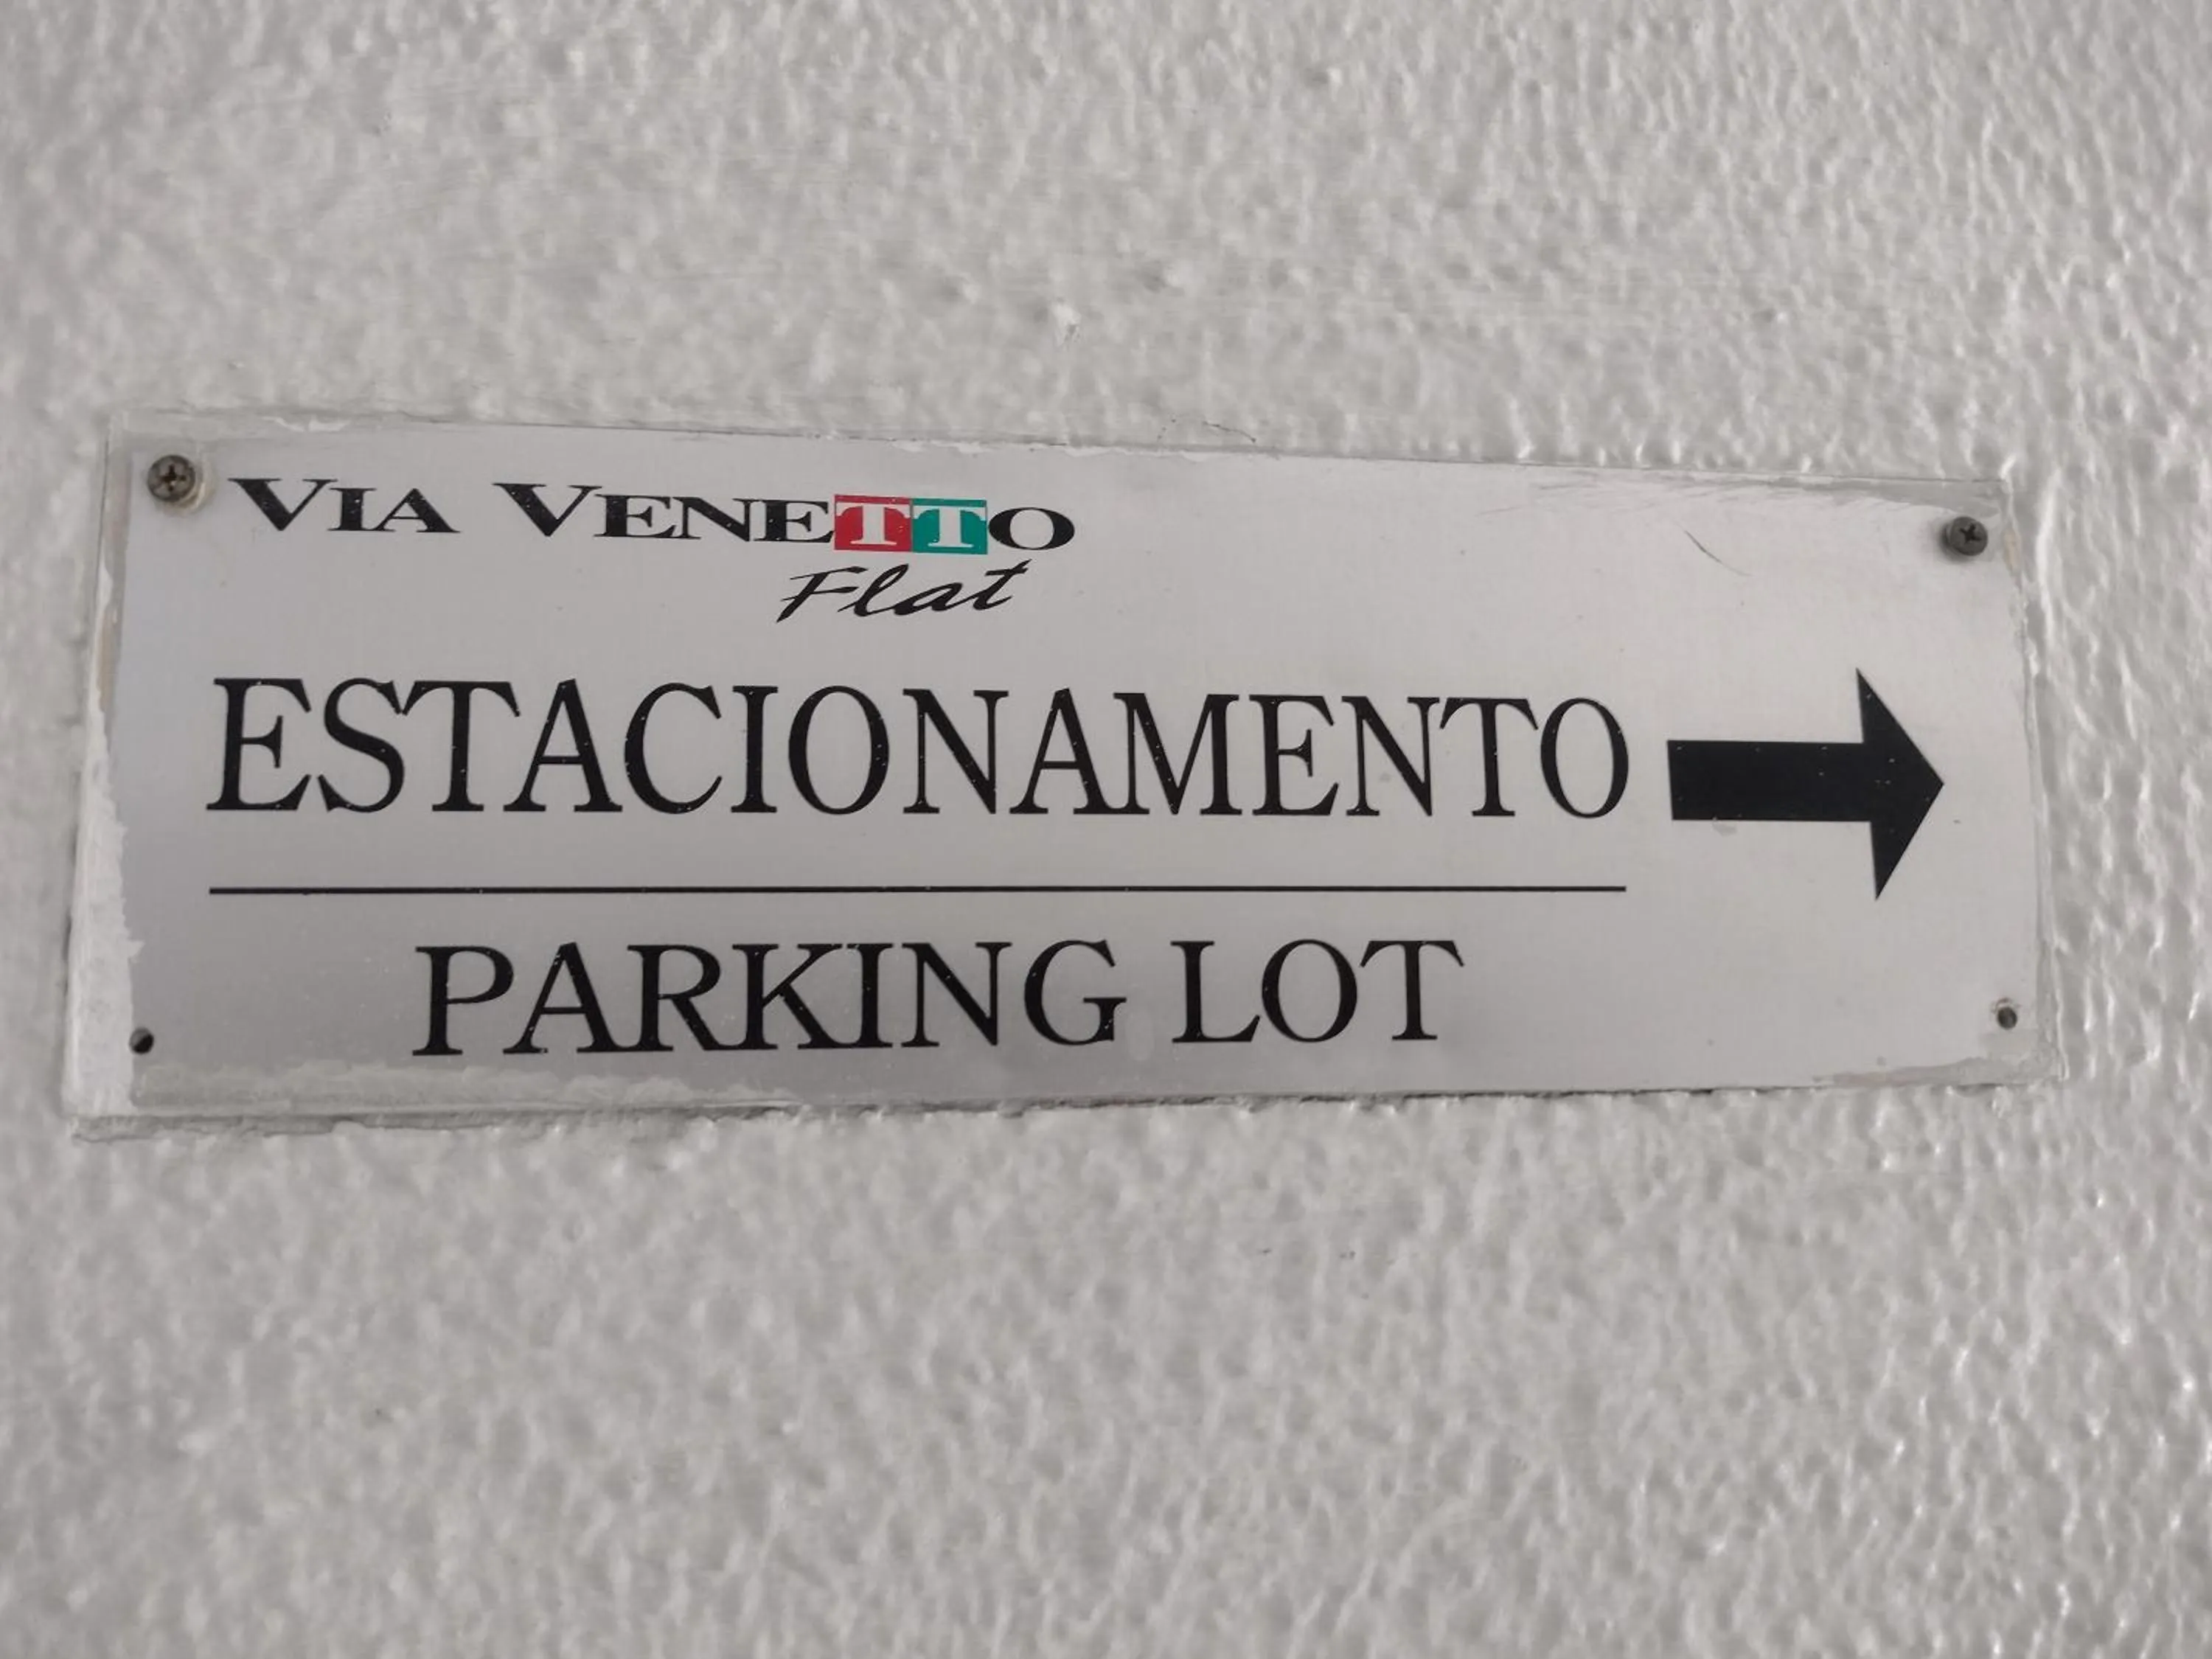 VIA VENETTO
Flat
ESTACIONAMENTO
PARKING LOT